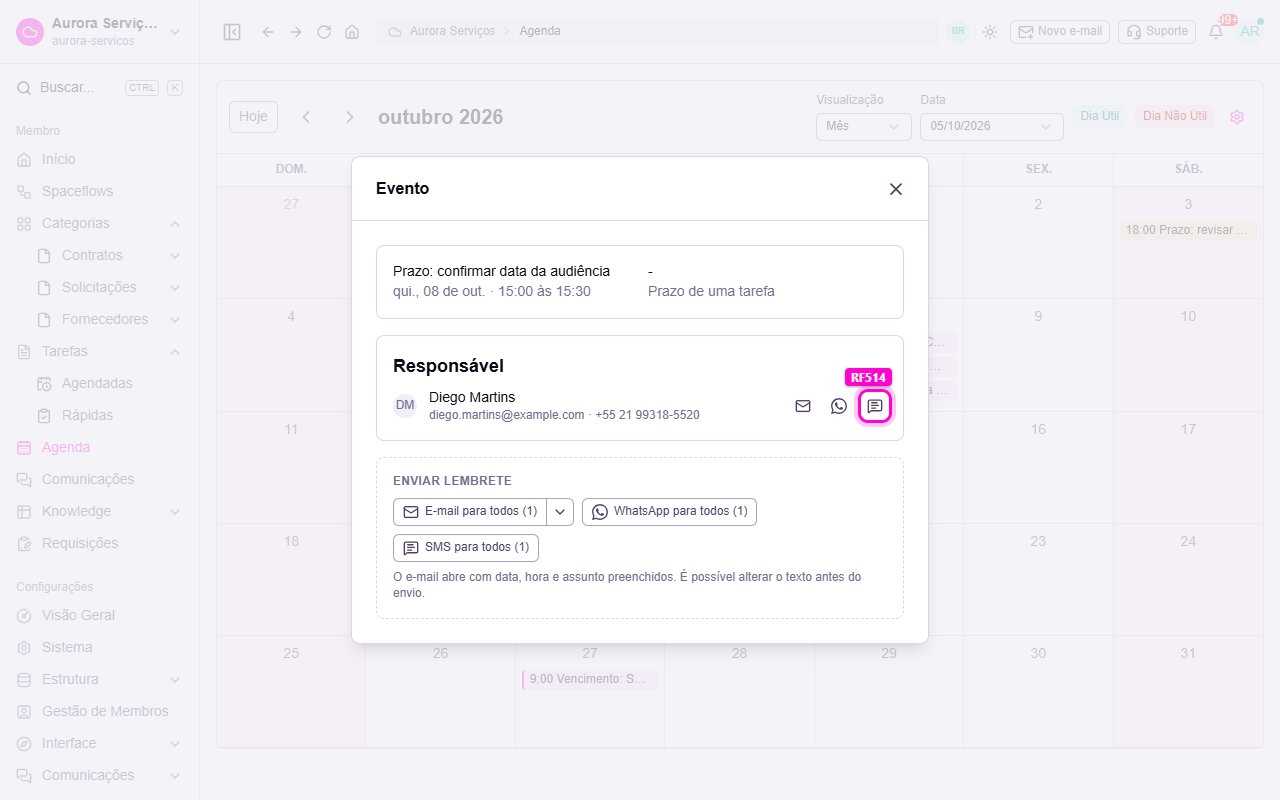 Aurora Serviç...
aurora-servicos
Aurora Serviços
Agenda
BR
Novo e-mail
Suporte
99+
AR
Buscar...
CTRL
K
Membro
Início
Spaceflows
Categorias
Contratos
Solicitações
Fornecedores
Tarefas
Agendadas
Rápidas
Agenda
Comunicações
Knowledge
Requisições
Configurações
Visão Geral
Sistema
Estrutura
Gestão de Membros
Interface
Comunicações
Hoje
outubro 2026
Visualização
Mês
Data
05/10/2026
Dia Útil
Dia Não Útil
DOM.
SEX.
SÁB.
27
2
3
18:00 Prazo: revisar ...
4
9
10
C...
a ...
11
16
17
18
23
24
25
26
27
28
29
30
31
9:00 Vencimento: S...
Evento
Prazo: confirmar data da audiência
qui., 08 de out. · 15:00 às 15:30
-
Prazo de uma tarefa
Responsável
RF514
DM
Diego Martins
diego.martins@example.com · +55 21 99318-5520
ENVIAR LEMBRETE
E-mail para todos (1)
WhatsApp para todos (1)
SMS para todos (1)
O e-mail abre com data, hora e assunto preenchidos. É possível alterar o texto antes do
envio.